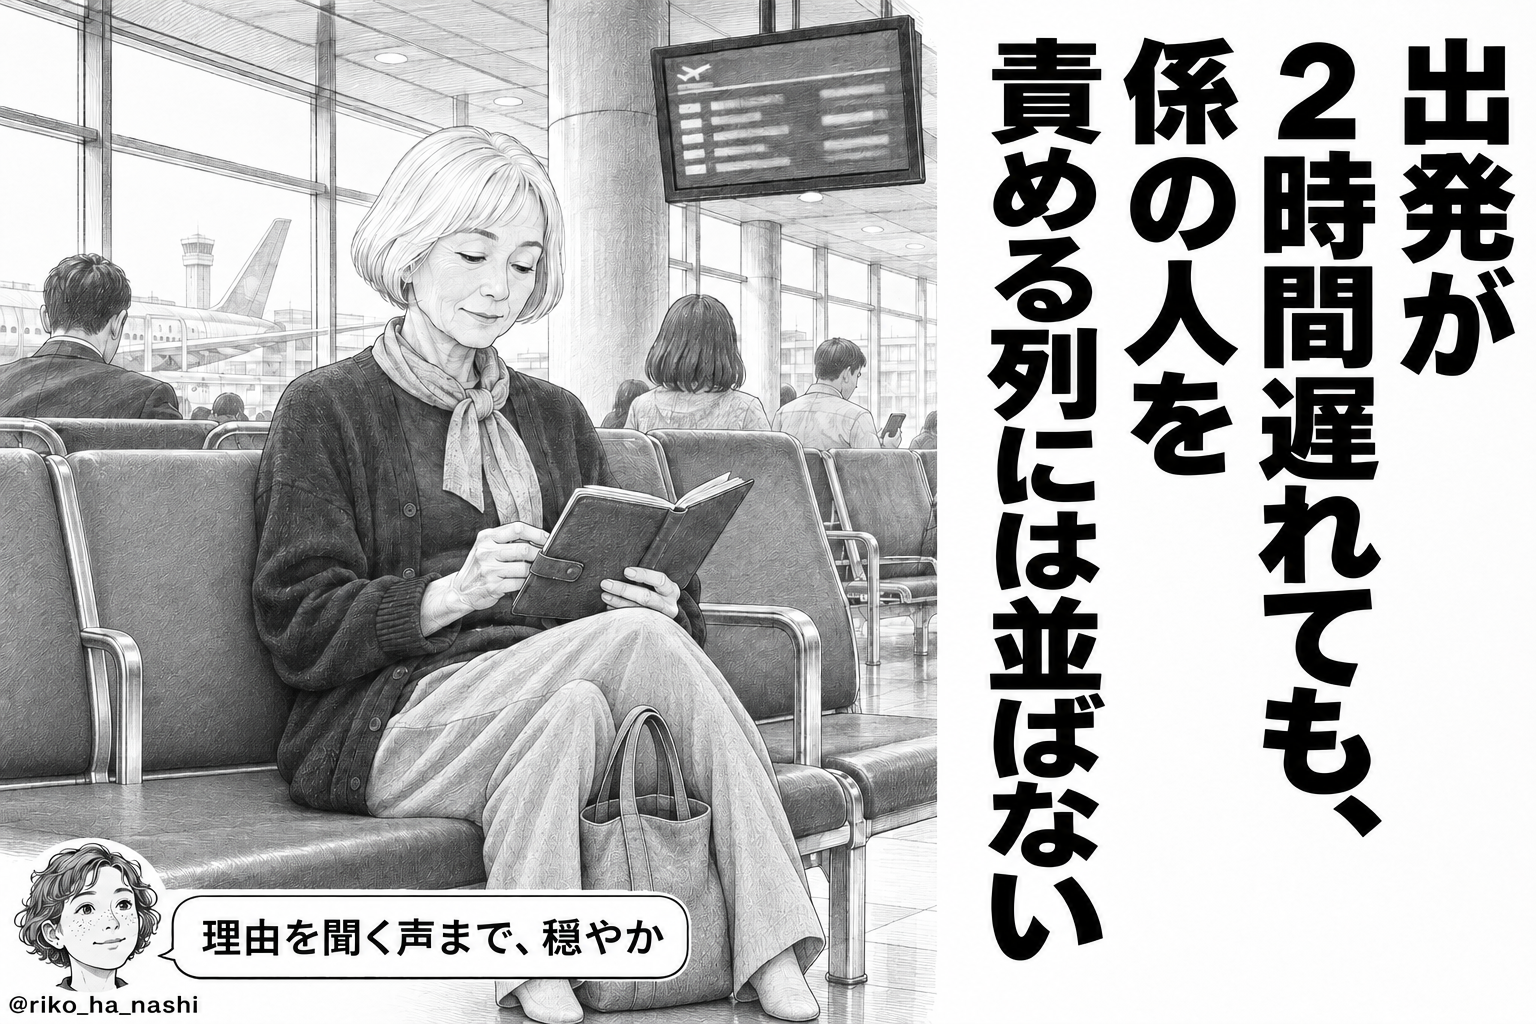 出発が
2時間遅れても、
係の人を
責める列には並ばない
理由を聞く声まで、穏やか
@riko_ha_nashi